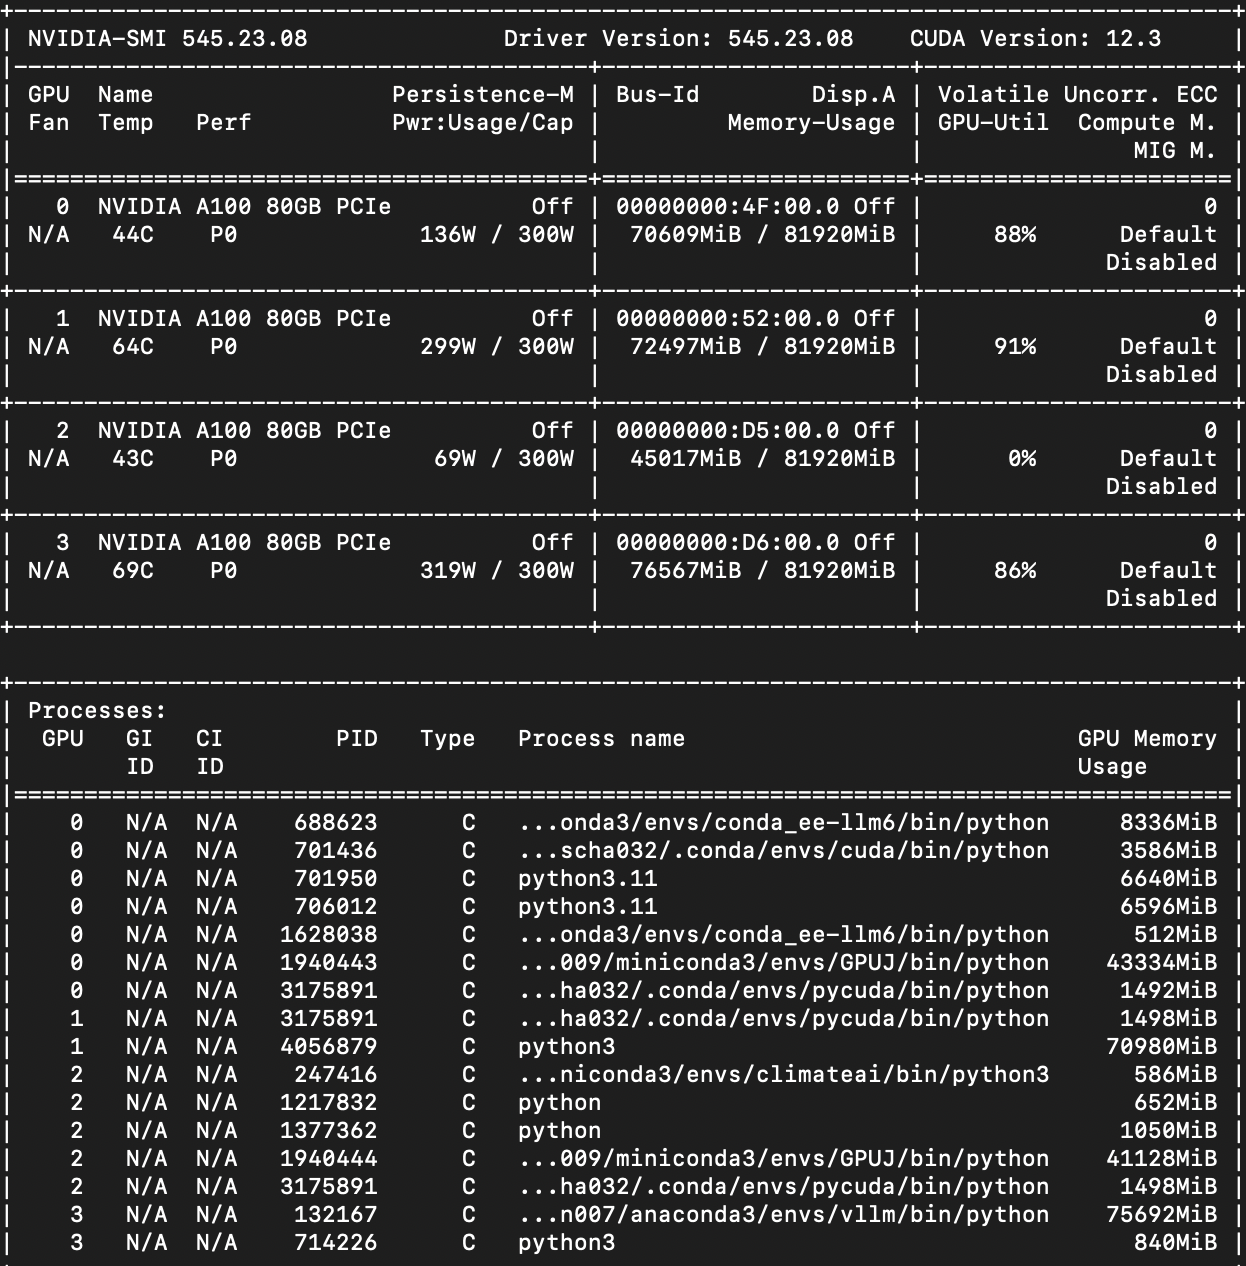 NVIDIA-SMI 545.23.08 Driver Version: 545.23.08 CUDA Version: 12.3
GPU Name Persistence-M | Bus-Id Disp.A | Volatile Uncorr. ECC
Fan Temp Perf Pwr:Usage/Cap | Memory-Usage | GPU-Util Compute M.
MIG M.
0 NVIDIA A100 80GB PCIe Off | 00000000:4F:00.0 Off | 0
N/A 44C P0 136W / 300W | 70609MiB / 81920MiB | 88% Default
Disabled
1 NVIDIA A100 80GB PCIe Off | 00000000:52:00.0 Off | 0
N/A 64C P0 299W / 300W | 72497MiB / 81920MiB | 91% Default
Disabled
2 NVIDIA A100 80GB PCIe Off | 00000000:D5:00.0 Off | 0
N/A 43C P0 69W / 300W | 45017MiB / 81920MiB | 0% Default
Disabled
3 NVIDIA A100 80GB PCIe Off | 00000000:D6:00.0 Off | 0
N/A 69C P0 319W / 300W | 76567MiB / 81920MiB | 86% Default
Disabled
Processes:
GPU GI CI PID Type Process name GPU Memory
ID ID Usage
0 N/A N/A 688623 C ...onda3/envs/conda_ee-llm6/bin/python 8336MiB
0 N/A N/A 701436 C ...scha032/.conda/envs/cuda/bin/python 3586MiB
0 N/A N/A 701950 C python3.11 6640MiB
0 N/A N/A 706012 C python3.11 6596MiB
0 N/A N/A 1628038 C ...onda3/envs/conda_ee-llm6/bin/python 512MiB
0 N/A N/A 1940443 C ...009/miniconda3/envs/GPUJ/bin/python 43334MiB
0 N/A N/A 3175891 C ...ha032/.conda/envs/pycuda/bin/python 1492MiB
1 N/A N/A 3175891 C ...ha032/.conda/envs/pycuda/bin/python 1498MiB
1 N/A N/A 4056879 C python3 70980MiB
2 N/A N/A 247416 C ...niconda3/envs/climateai/bin/python3 586MiB
2 N/A N/A 1217832 C python 652MiB
2 N/A N/A 1377362 C python 1050MiB
2 N/A N/A 1940444 C ...009/miniconda3/envs/GPUJ/bin/python 41128MiB
2 N/A N/A 3175891 C ...ha032/.conda/envs/pycuda/bin/python 1498MiB
3 N/A N/A 132167 C ...n007/anaconda3/envs/vllm/bin/python 75692MiB
3 N/A N/A 714226 C python3 840MiB